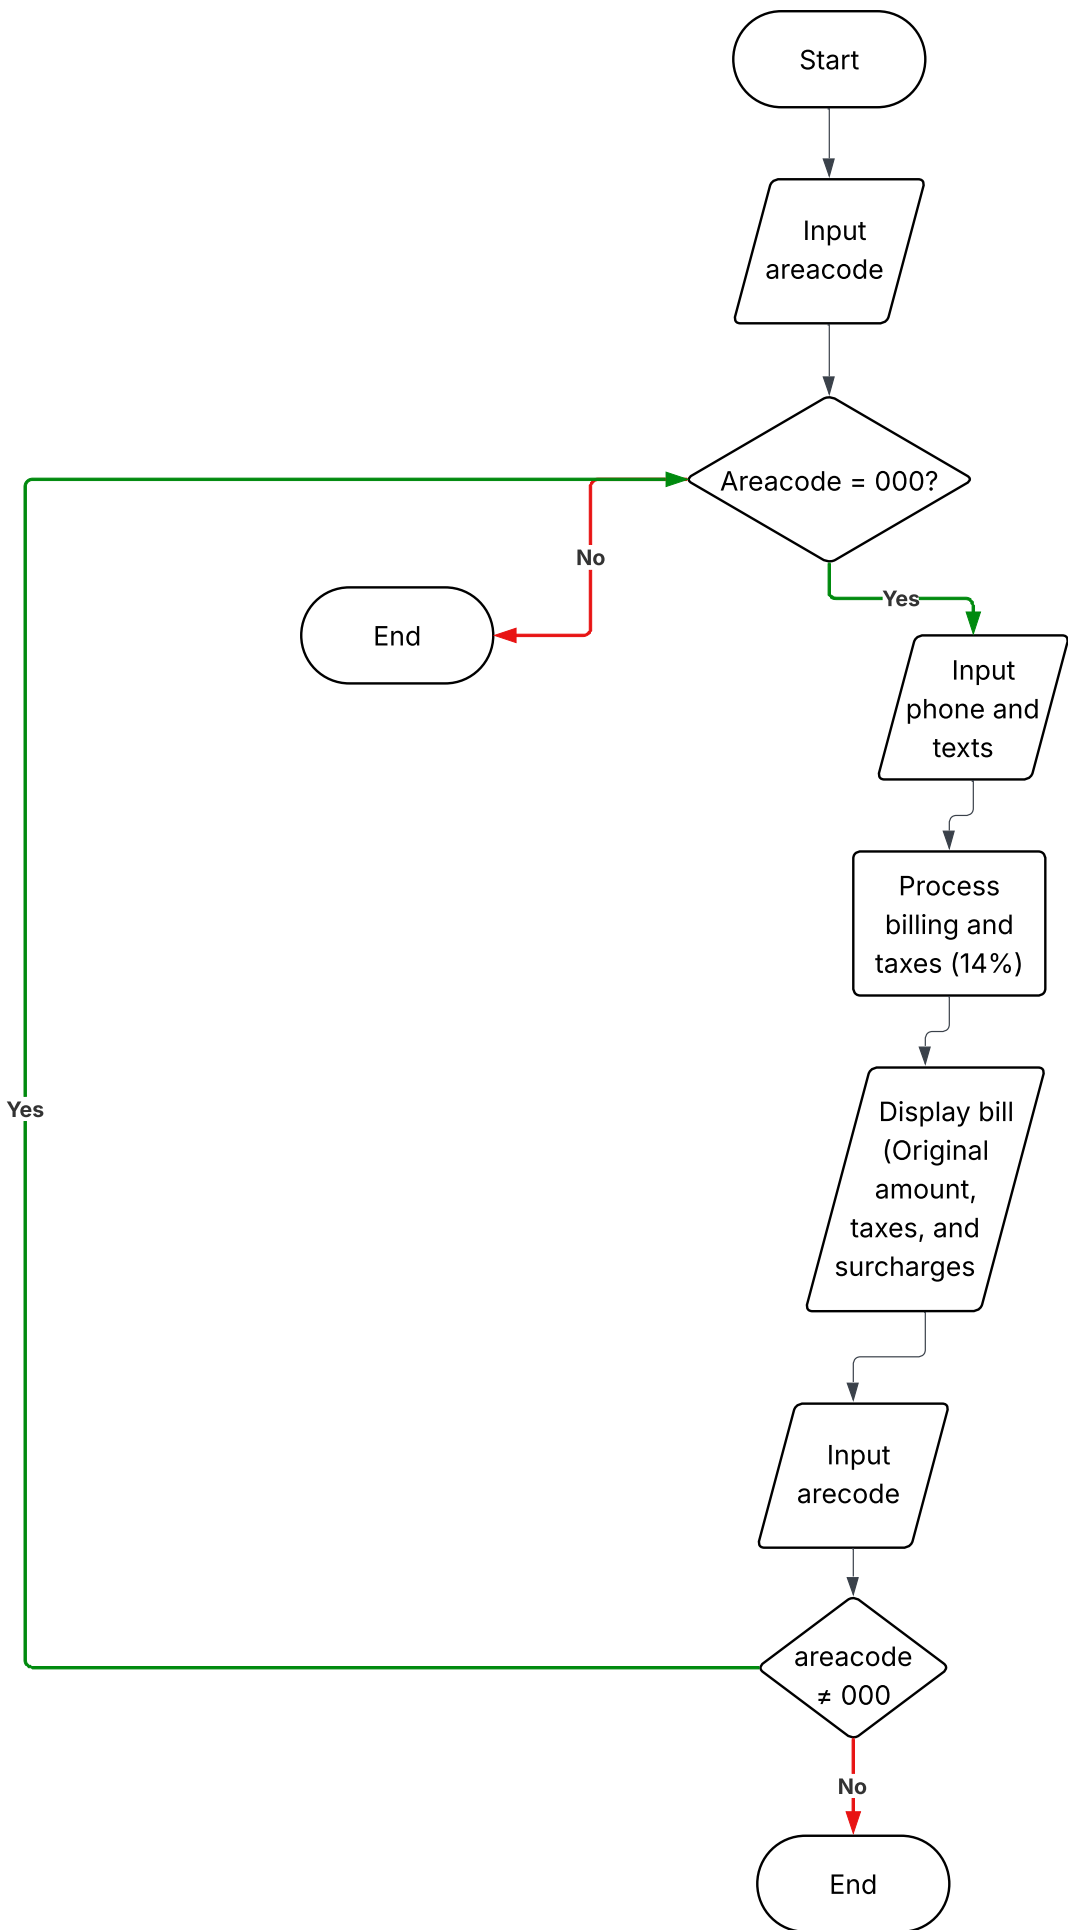 Start
Input
areacode
Areacode = 000?
No
Yes
End
Input
phone and
texts
Process
billing and
taxes (14%)
Yes
Display bill
(Original
amount,
taxes, and
surcharges
Input
arecode
areacode
≠ 000
No
End